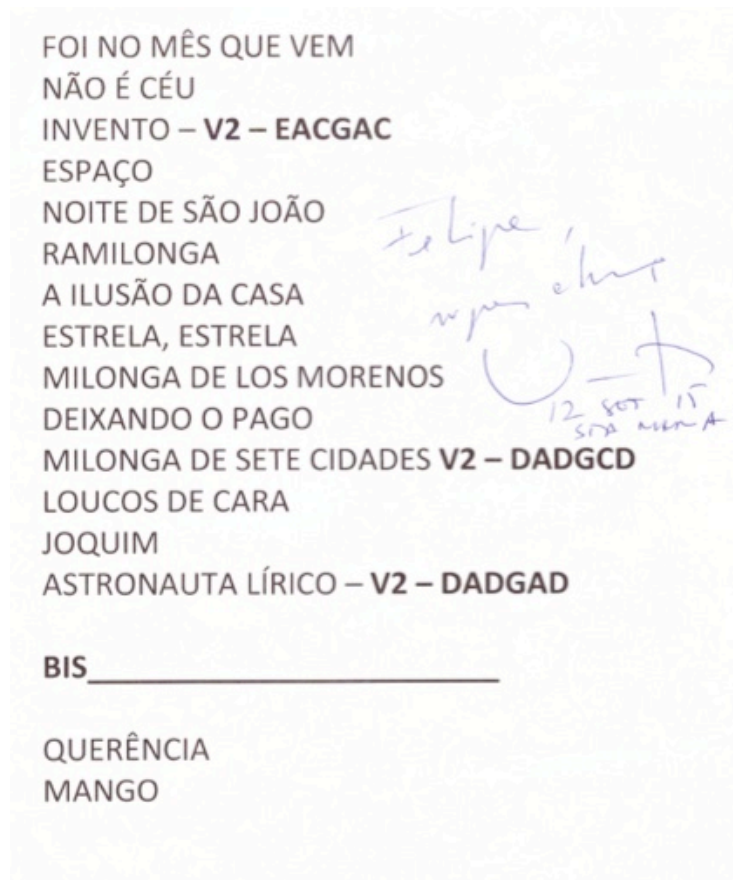 FOI NO MÊS QUE VEM
NÃO É CÉU
INVENTO – V2 – EACGAC
ESPAÇO
NOITE DE SÃO JOÃO
RAMILONGA
A ILUSÃO DA CASA
ESTRELA, ESTRELA
MILONGA DE LOS MORENOS
DEIXANDO O PAGO
MILONGA DE SETE CIDADES V2 – DADGCD
LOUCOS DE CARA
JOQUIM
ASTRONAUTA LÍRICO – V2 – DADGAD
Felipe,
12 SET 15
STA MARIA
BIS
QUERÊNCIA
MANGO